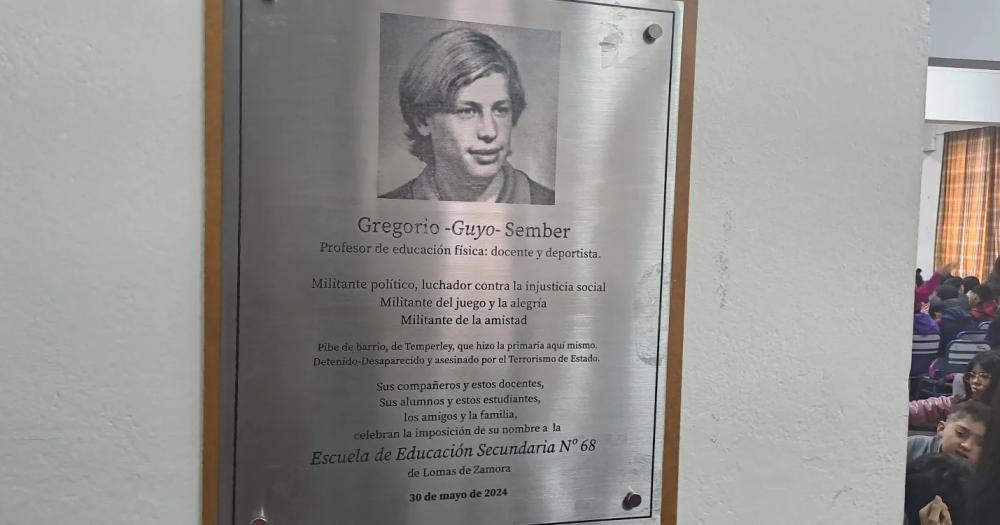 Gregorio -Guyo- Sember
Profesor de educación física: docente y deportista.
Militante político, luchador contra la injusticia social
Militante del juego y la alegría
Militante de la amistad
Pibe de barrio, de Temperley, que hizo la primaria aquí mismo.
Detenido-Desaparecido y asesinado por el Terrorismo de Estado.
Sus compañeros y estos docentes,
Sus alumnos y estos estudiantes,
los amigos y la familia,
celebran la imposición de su nombre a la
Escuela de Educación Secundaria Nº 68
de Lomas de Zamora
30 de mayo de 2024